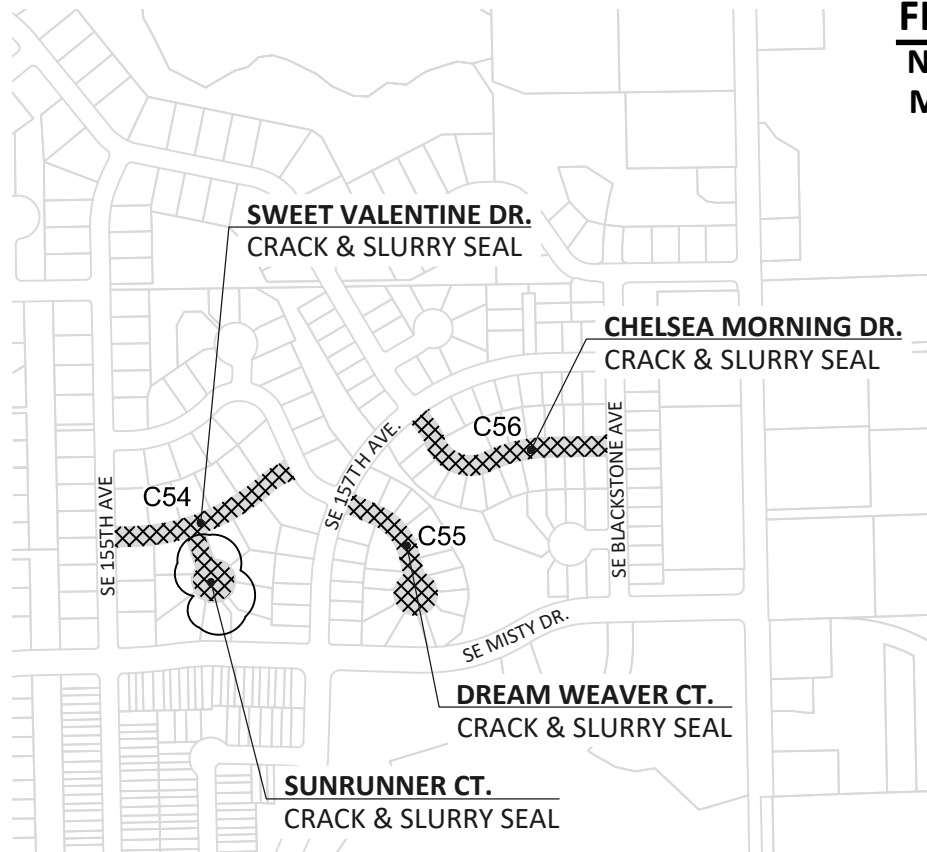 SWEET VALENTINE DR.
CRACK & SLURRY SEAL
CHELSEA MORNING DR.
CRACK & SLURRY SEAL
C56
SE 157TH AVE.
SE BLACKSTONE AVE
C54
SE 155TH AVE
C55
SE MISTY DR.
DREAM WEAVER CT.
CRACK & SLURRY SEAL
SUNRUNNER CT.
CRACK & SLURRY SEAL